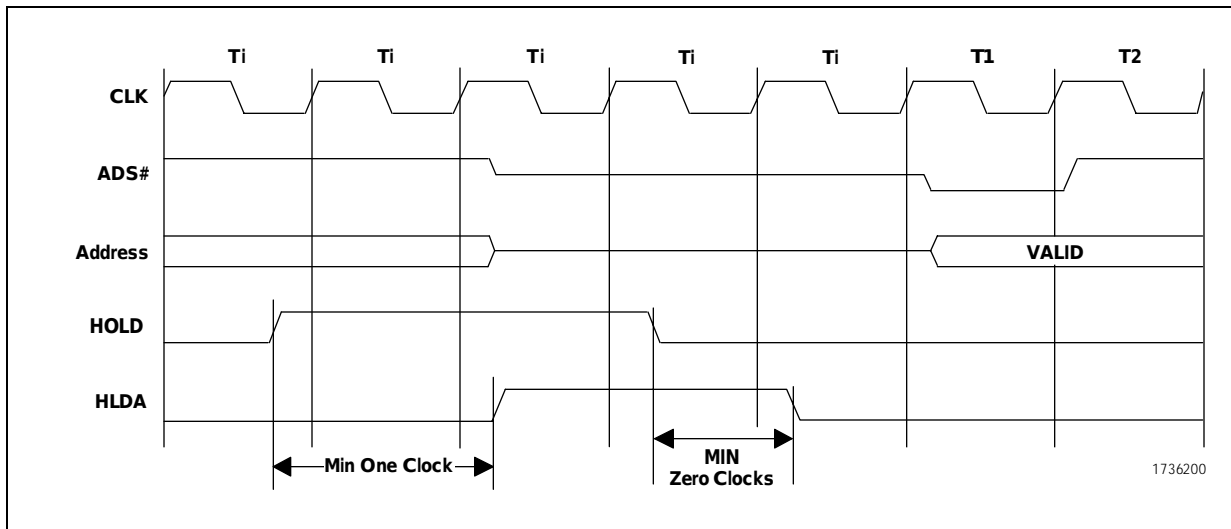 Ti Ti Ti Ti Ti T1 T2
CLK
ADS#
Address VALID
HOLD
HLDA
Min One Clock
MIN
Zero Clocks
1736200